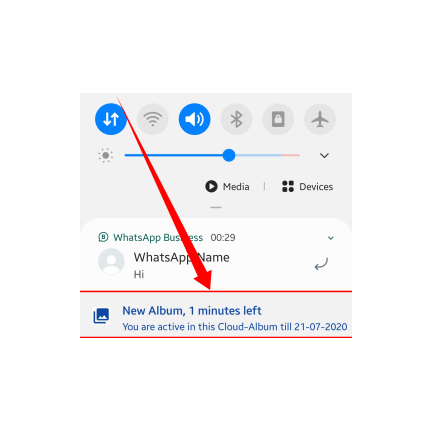 Media | Devices
WhatsApp Business 00:29
WhatsApp Name
Hi
New Album, 1 minutes left
You are active in this Cloud-Album till 21-07-2020